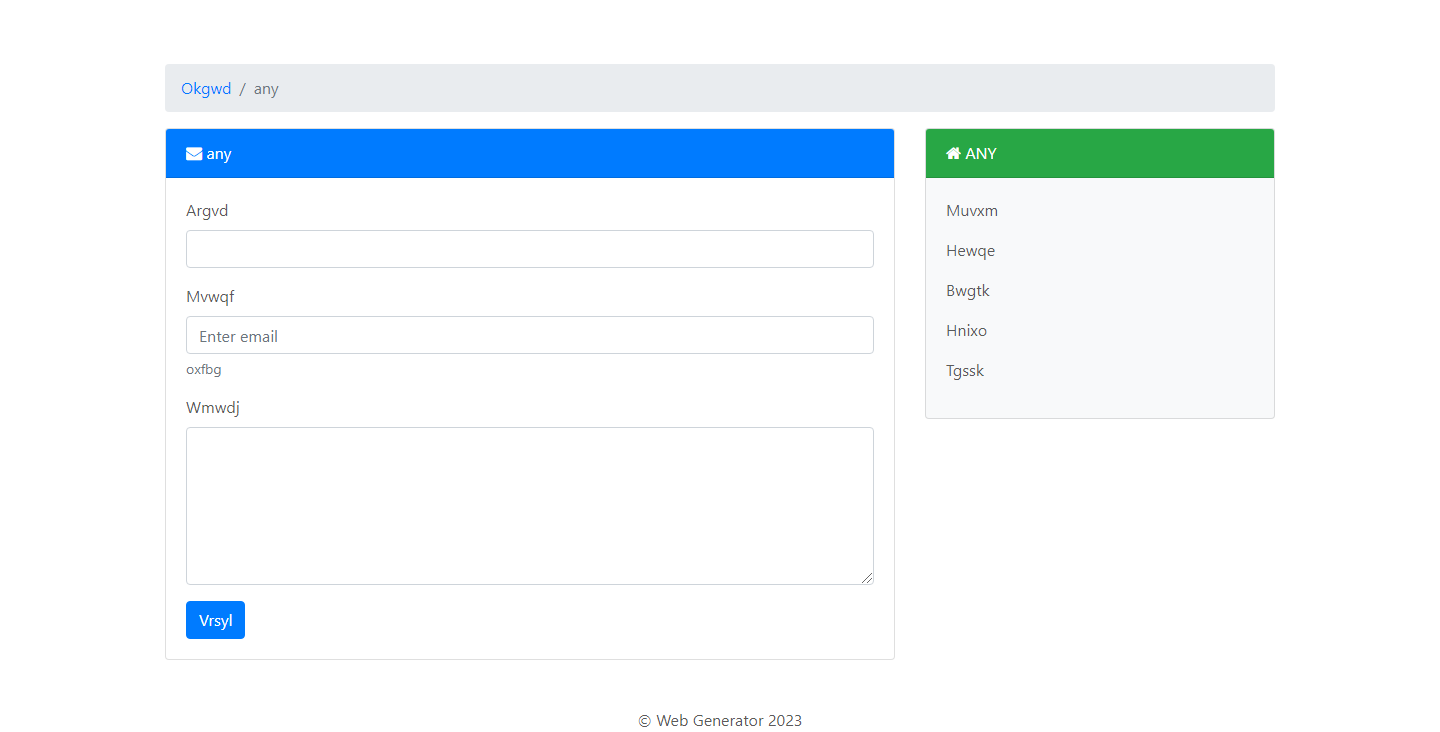 Okgwd / any
any
Argvd
Mvwqf
Enter email
oxfbg
Wmwdj
Vrsyl
ANY
Muvxm
Hewqe
Bwgtk
Hnixo
Tgssk
© Web Generator 2023